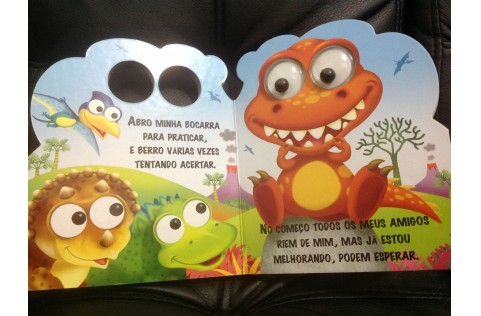 ABRO MINHA BOCARRA
PARA PRATICAR,
E BERRO VÁRIAS VEZES
TENTANDO ACERTAR.
NO COMEÇO TODOS OS MEUS AMIGOS
RIEM DE MIM, MAS JÁ ESTOU
MELHORANDO, PODEM ESPERAR.